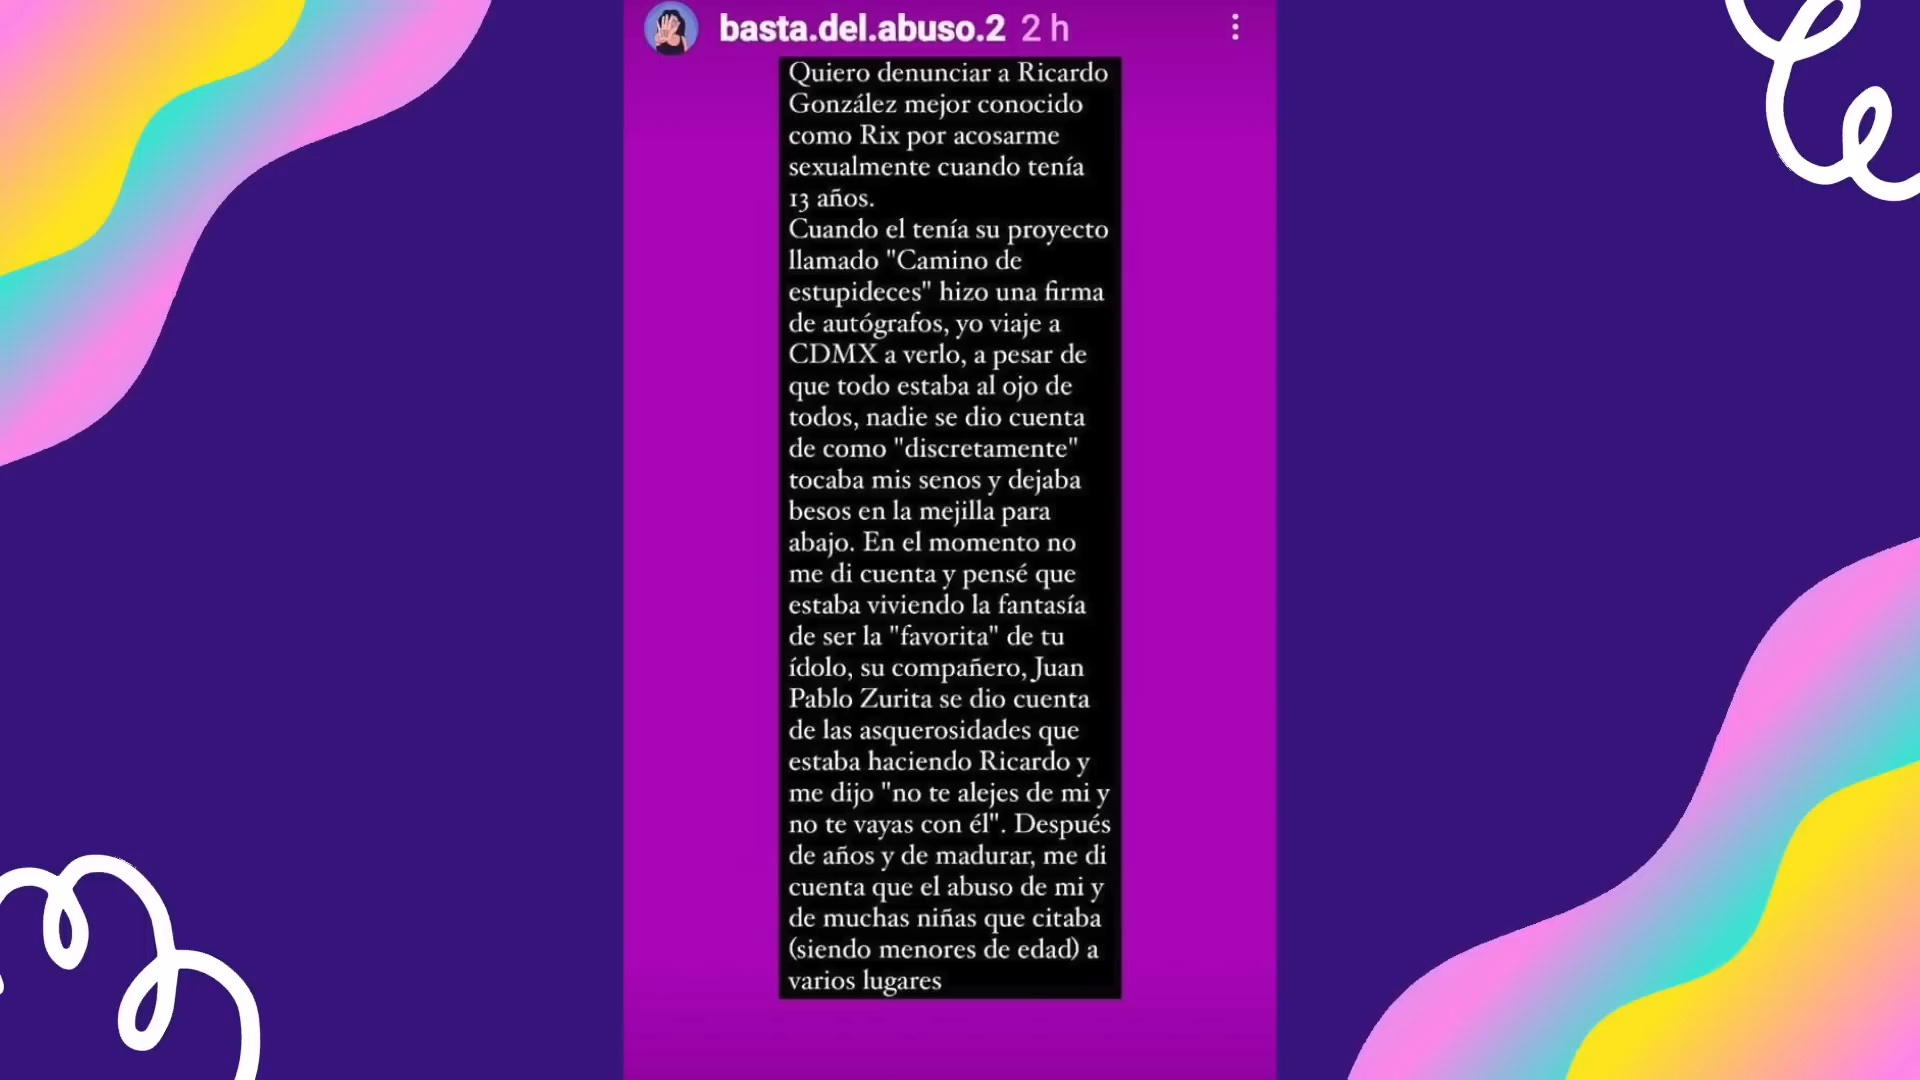 basta.del.abuso.2 2 h
Quiero denunciar a Ricardo
González mejor conocido
como Rix por acosarme
sexualmente cuando tenía
13 años.
Cuando el tenía su proyecto
llamado "Camino de
estupideces" hizo una firma
de autógrafos, yo viaje a
CDMX a verlo, a pesar de
que todo estaba al ojo de
todos, nadie se dio cuenta
de como "discretamente"
tocaba mis senos y dejaba
besos en la mejilla para
abajo. En el momento no
me di cuenta y pensé que
estaba viviendo la fantasía
de ser la "favorita" de tu
ídolo, su compañero, Juan
Pablo Zurita se dio cuenta
de las asquerosidades que
estaba haciendo Ricardo y
me dijo "no te alejes de mi y
no te vayas con él". Después
de años y de madurar, me di
cuenta que el abuso de mi y
de muchas niñas que citaba
(siendo menores de edad) a
varios lugares